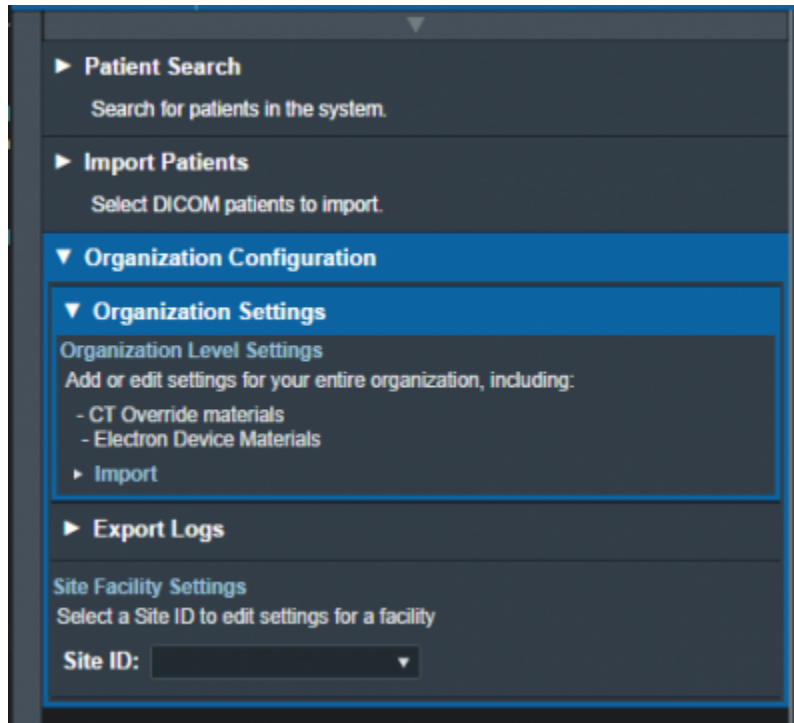 Patient Search
Search for patients in the system.
Import Patients
Select DICOM patients to import.
Organization Configuration
Organization Settings
Organization Level Settings
Add or edit settings for your entire organization, including:
- CT Override materials
- Electron Device Materials
Import
Export Logs
Site Facility Settings
Select a Site ID to edit settings for a facility
Site ID: